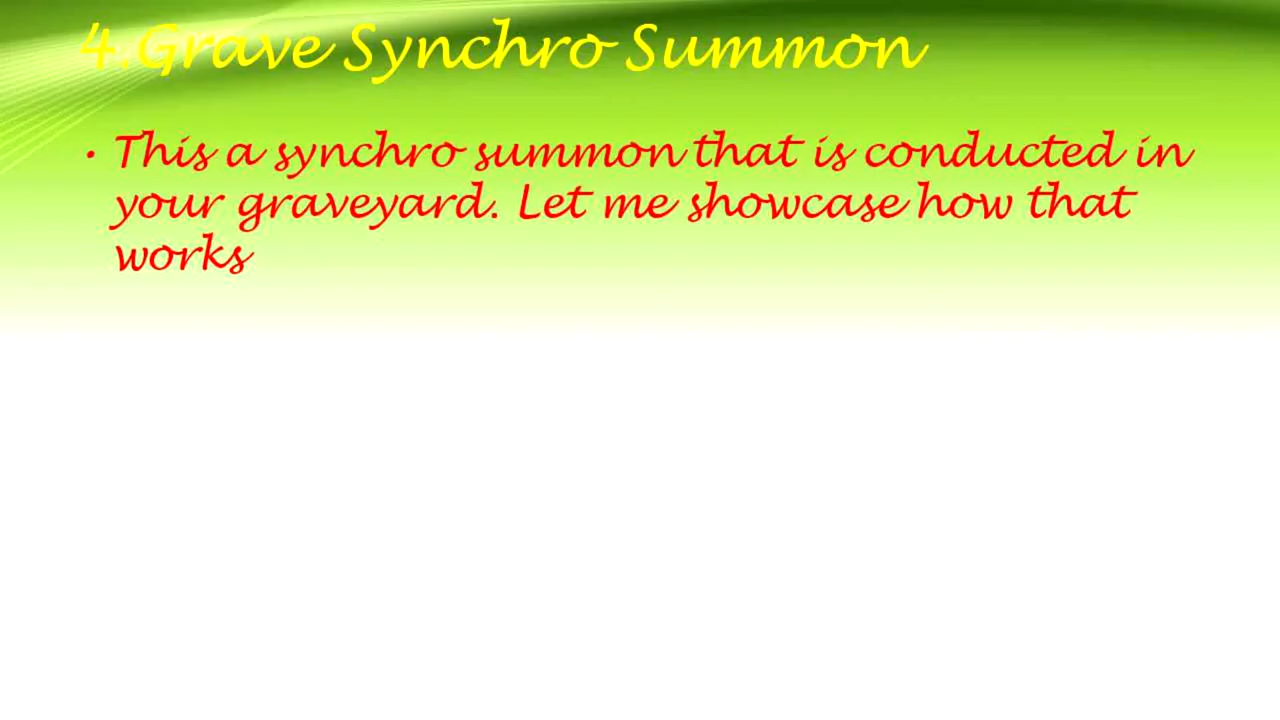 4.Grave Synchro Summon
• This a synchro summon that is conducted in
your graveyard. Let me showcase how that
works